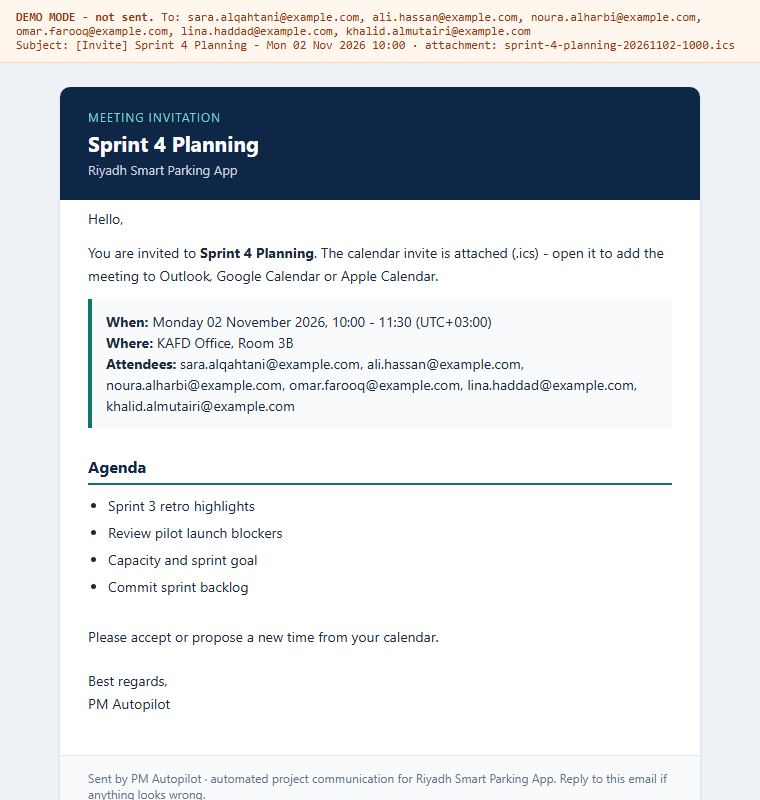 DEMO MODE - not sent. To: sara.alqahtani@example.com, ali.hassan@example.com, noura.alharbi@example.com,
omar.farooq@example.com, lina.haddad@example.com, khalid.almutairi@example.com
Subject: [Invite] Sprint 4 Planning - Mon 02 Nov 2026 10:00 · attachment: sprint-4-planning-20261102-1000.ics
MEETING INVITATION
Sprint 4 Planning
Riyadh Smart Parking App
Hello,
You are invited to Sprint 4 Planning. The calendar invite is attached (.ics) - open it to add the
meeting to Outlook, Google Calendar or Apple Calendar.
When: Monday 02 November 2026, 10:00 - 11:30 (UTC+03:00)
Where: KAFD Office, Room 3B
Attendees: sara.alqahtani@example.com, ali.hassan@example.com,
noura.alharbi@example.com, omar.farooq@example.com, lina.haddad@example.com,
khalid.almutairi@example.com
Agenda
• Sprint 3 retro highlights
• Review pilot launch blockers
• Capacity and sprint goal
• Commit sprint backlog
Please accept or propose a new time from your calendar.
Best regards,
PM Autopilot
Sent by PM Autopilot · automated project communication for Riyadh Smart Parking App. Reply to this email if
anything looks wrong.